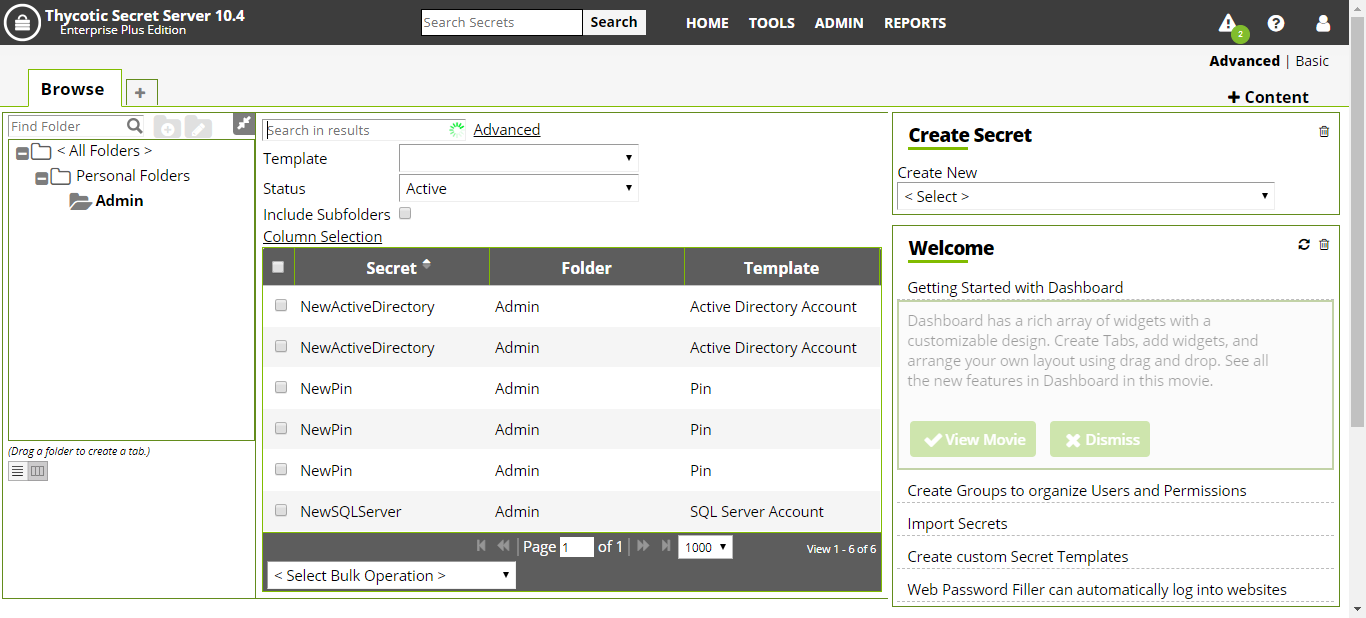 Thycotic Secret Server 10.4
Enterprise Plus Edition
Search Secrets
Search
HOME
TOOLS
ADMIN
REPORTS
2
Advanced | Basic
Browse
+
+ Content
Find Folder
< All Folders >
Personal Folders
Admin
(Drag a folder to create a tab.)
Search in results
Advanced
Template
Status
Active
Include Subfolders
Column Selection
Secret Folder Template
NewActiveDirectory Admin Active Directory Account
NewActiveDirectory Admin Active Directory Account
NewPin Admin Pin
NewPin Admin Pin
NewPin Admin Pin
NewSQLServer Admin SQL Server Account
Page 1 of 1
1000
View 1 - 6 of 6
< Select Bulk Operation >
Create Secret
Create New
< Select >
Welcome
Getting Started with Dashboard
Dashboard has a rich array of widgets with a
customizable design. Create Tabs, add widgets, and
arrange your own layout using drag and drop. See all
the new features in Dashboard in this movie.
View Movie
Dismiss
Create Groups to organize Users and Permissions
Import Secrets
Create custom Secret Templates
Web Password Filler can automatically log into websites